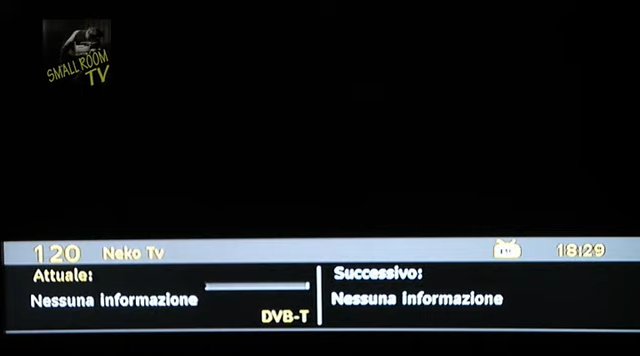 SMALL ROOM
TV
120 Neko Tv 18:29
Attuale:
Nessuna informazione
DVB-T
Successivo:
Nessuna informazione